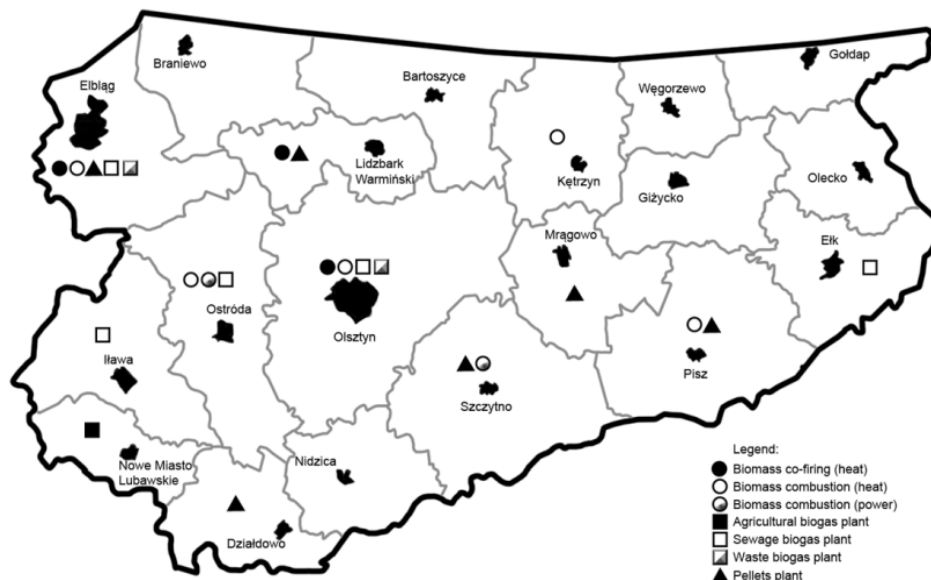 Braniewo
Gołdap
Elbląg
Bartoszyce
Węgorzewo
Lidzbark
Warmiński
Kętrzyn
Giżycko
Olecko
Mrągowo
Ełk
Ostróda
Olsztyn
Iława
Pisz
Szczytno
Nowe Miasto
Lubawskie
Nidzica
Działdowo
Legend:
Biomass co-firing (heat)
Biomass combustion (heat)
Biomass combustion (power)
Agricultural biogas plant
Sewage biogas plant
Waste biogas plant
Pellets plant